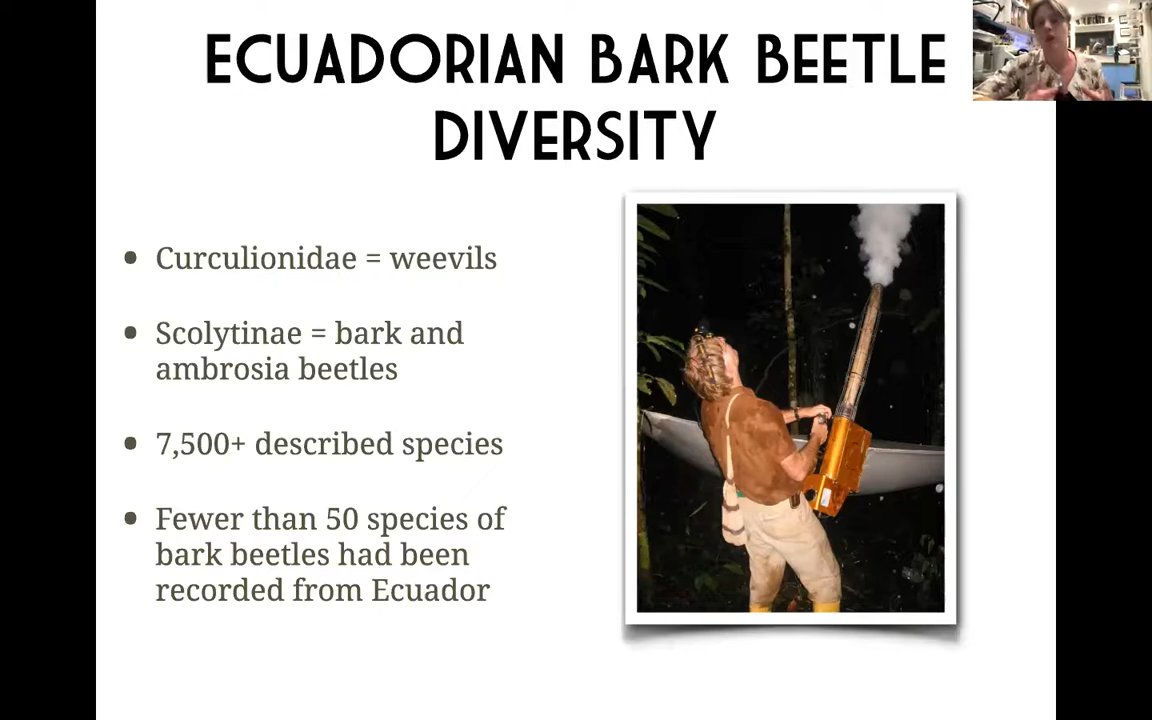 ECUADORIAN BARK BEETLE
DIVERSITY
• Curculionidae = weevils
• Scolytinae = bark and
ambrosia beetles
• 7,500+ described species
• Fewer than 50 species of
bark beetles had been
recorded from Ecuador